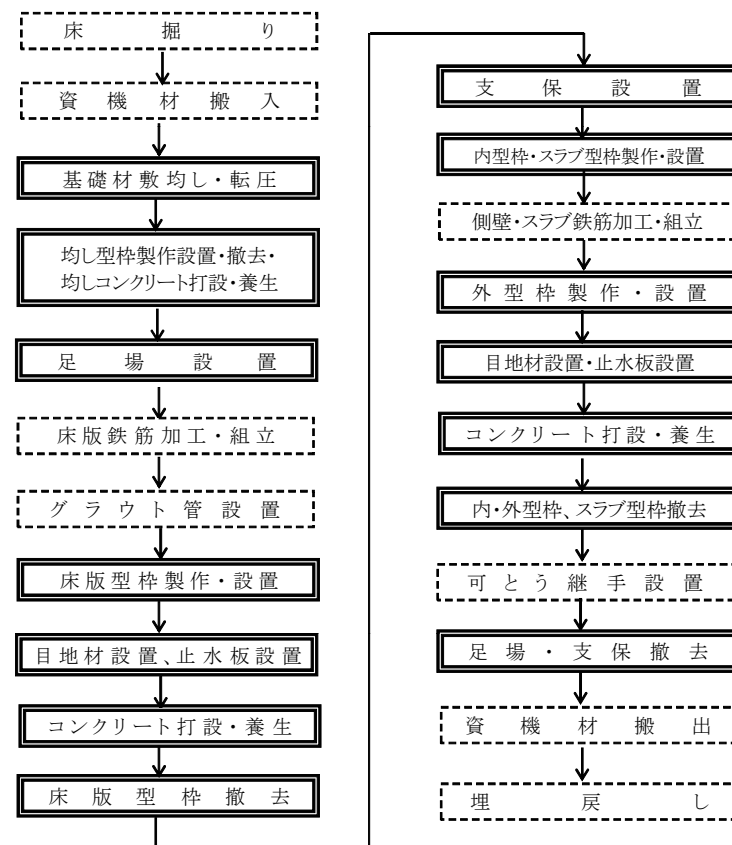 床掘り
資機材搬入
基礎材敷均し・転圧
均し型枠製作設置・撤去・
均しコンクリート打設・養生
足場設置
床版鉄筋加工・組立
グラウト管設置
床版型枠製作・設置
目地材設置、止水板設置
コンクリート打設・養生
床版型枠撤去
支保設置
内型枠・スラブ型枠製作・設置
側壁・スラブ鉄筋加工・組立
外型枠製作・設置
目地材設置・止水板設置
コンクリート打設・養生
内・外型枠、スラブ型枠撤去
可とう継手設置
足場・支保撤去
資機材搬出
埋戻し